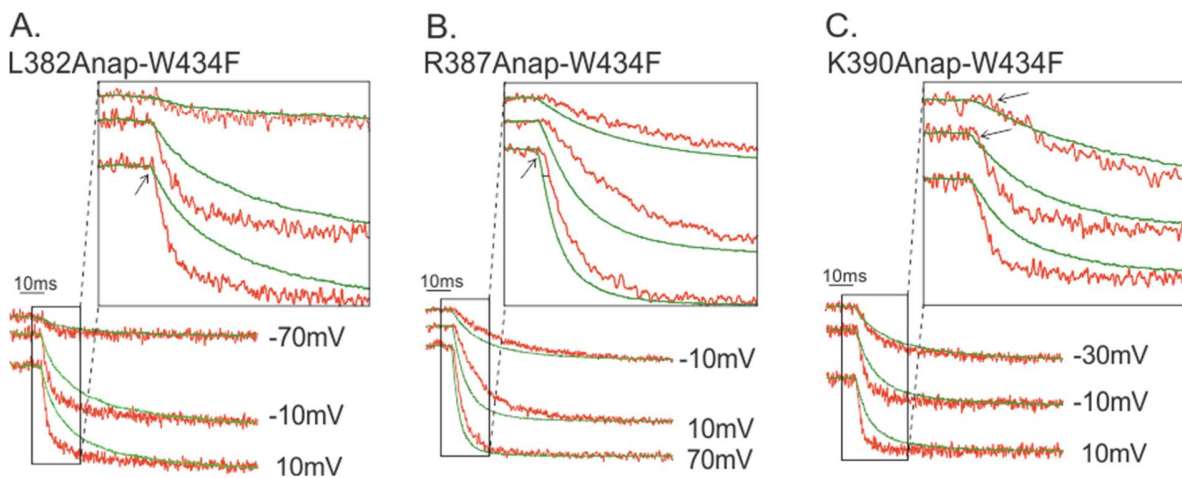 A.
L382Anap-W434F
10ms
-70mV
-10mV
10mV
B.
R387Anap-W434F
10ms
-10mV
10mV
70mV
C.
K390Anap-W434F
10ms
-30mV
-10mV
10mV